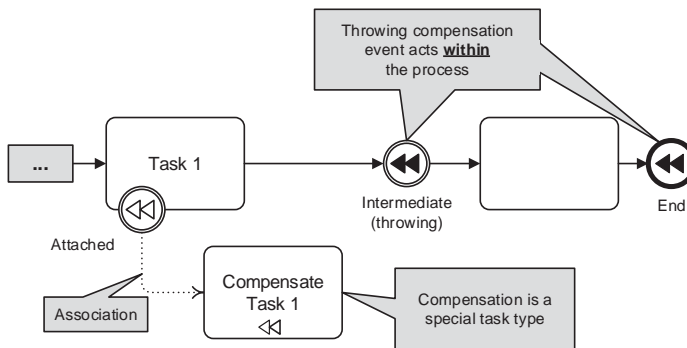 Throwing compensation
event acts within
the process
...
Task 1
Intermediate
(throwing)
End
Attached
Compensate
Task 1
Association
Compensation is a
special task type